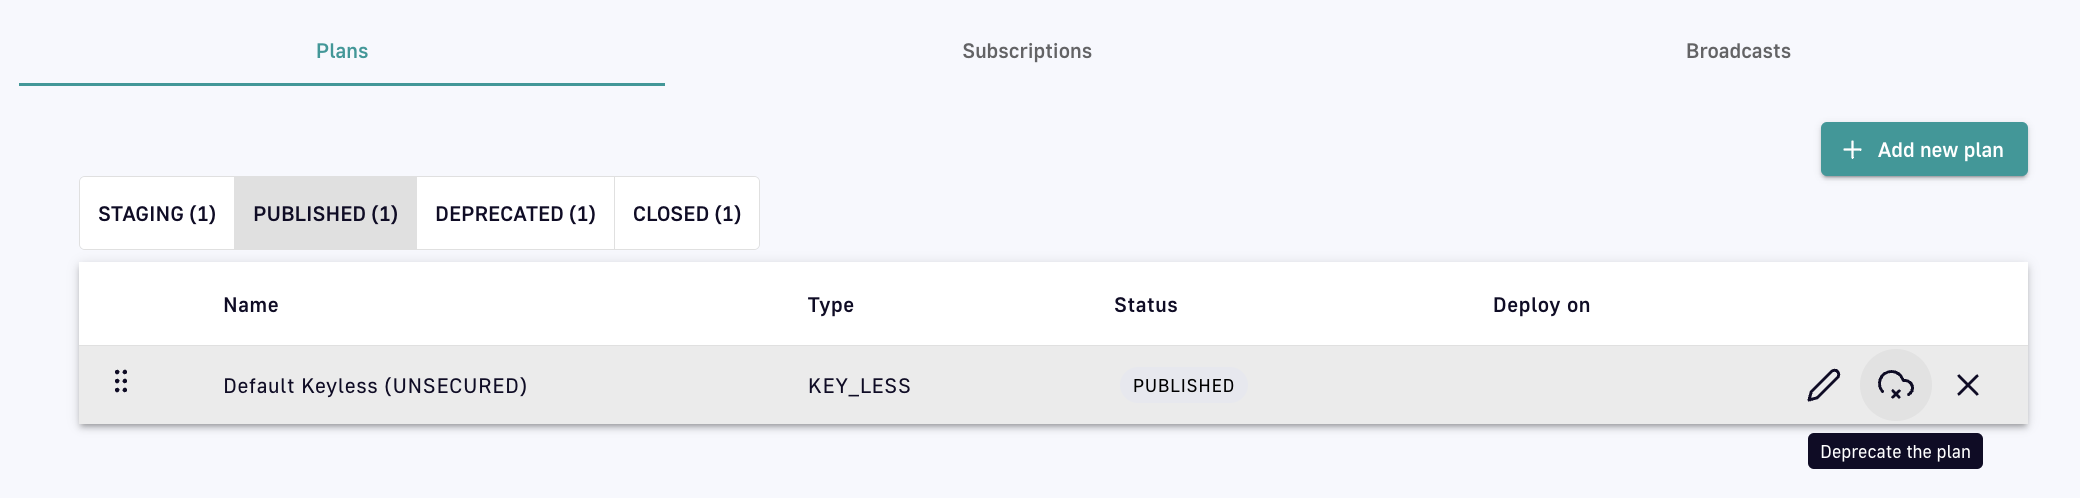 Plans Subscriptions Broadcasts
Add new plan
STAGING (1) PUBLISHED (1) DEPRECATED (1) CLOSED (1)
Name Type Status Deploy on
Default Keyless (UNSECURED) KEY_LESS PUBLISHED
Deprecate the plan